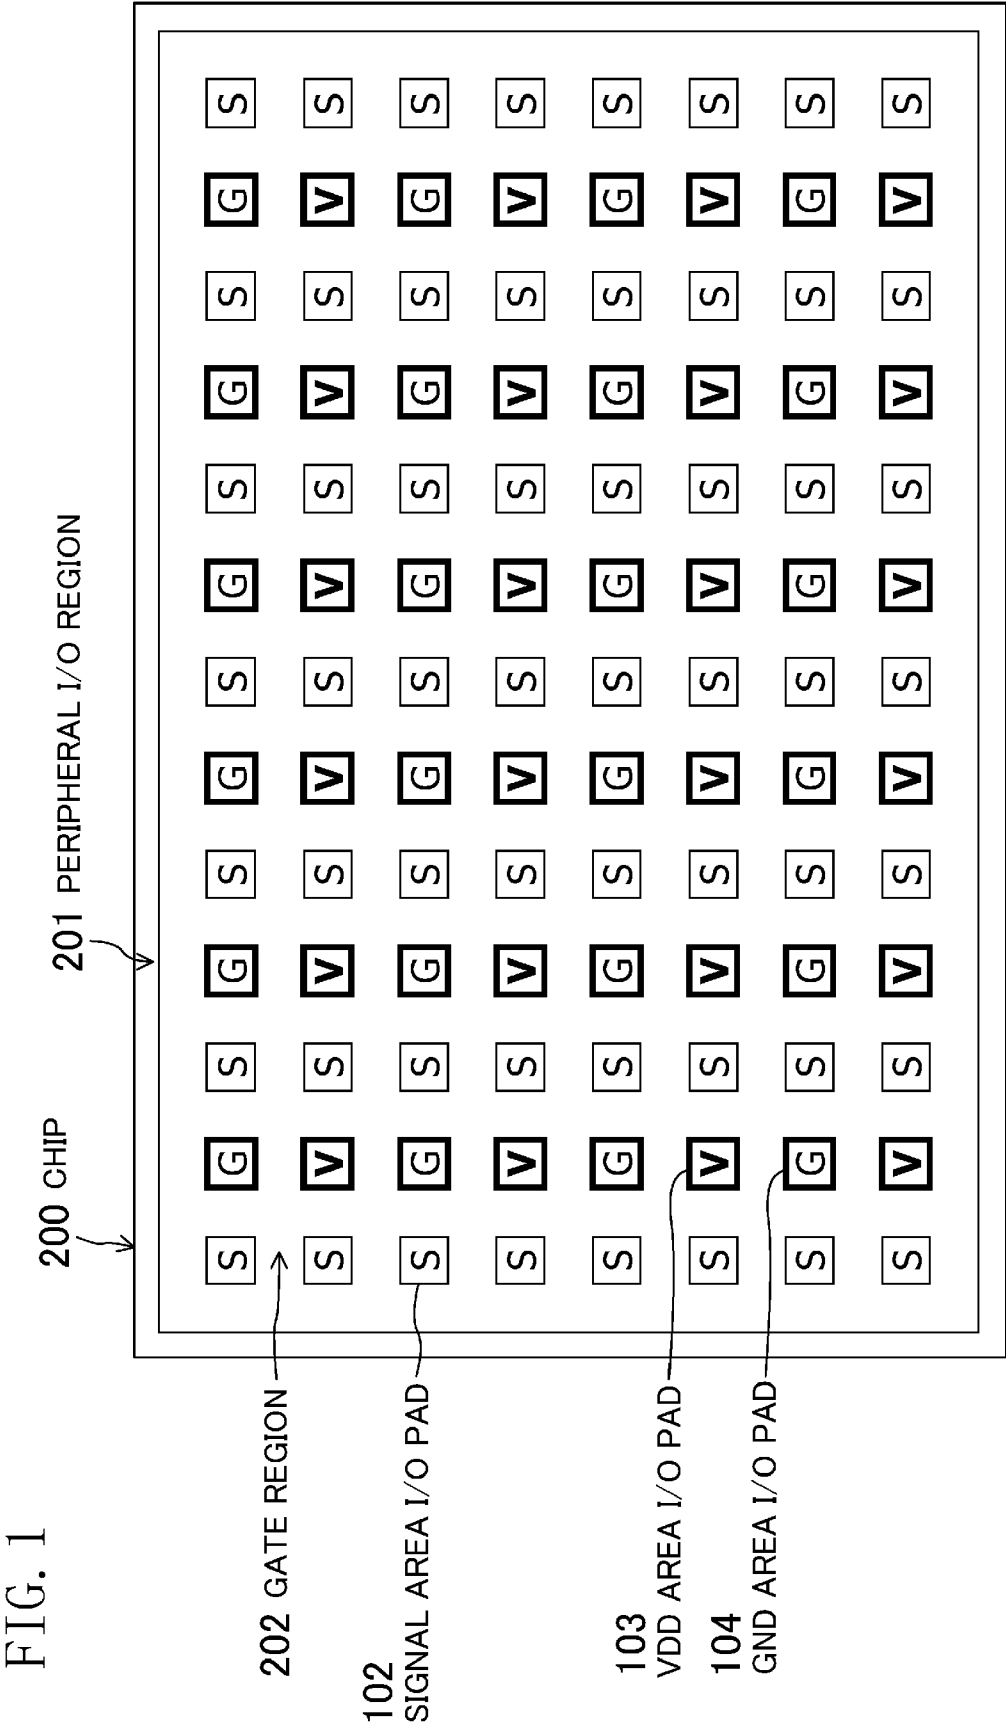 FIG. 1
200 CHIP
201 PERIPHERAL I/O REGION
S G S G S G S G S G S G S
202 GATE REGION
S V S V S V S V S V S V S
102
SIGNAL AREA I/O PAD
S G S G S G S G S G S G S
S V S V S V S V S V S V S
S G S G S G S G S G S G S
103
VDD AREA I/O PAD
S V S V S V S V S V S V S
104
GND AREA I/O PAD
S G S G S G S G S G S G S
S V S V S V S V S V S V S